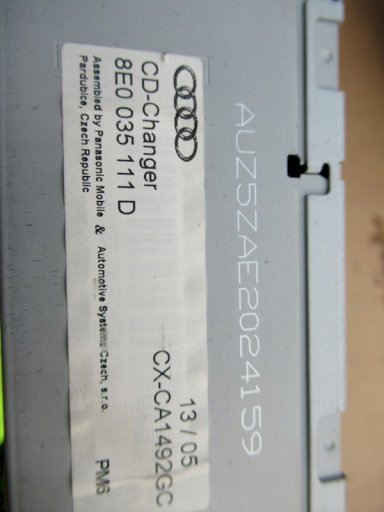 AUZ5ZAE2024159
13 / 05
CD-Changer
8E0 035 111 D
CX-CA1492GC
Assembled by Panasonic Mobile & Automotive Systems Czech, s.r.o.
Pardubice, Czech Republic
PM6